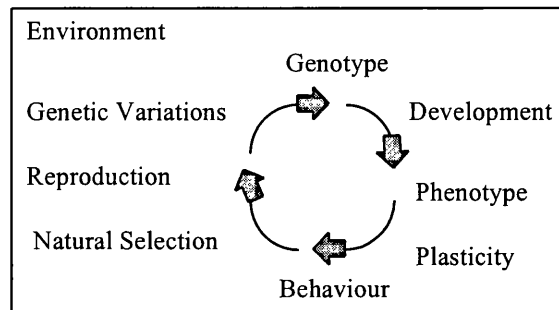 Environment
Genotype
Genetic Variations
Development
Reproduction
Phenotype
Natural Selection
Plasticity
Behaviour